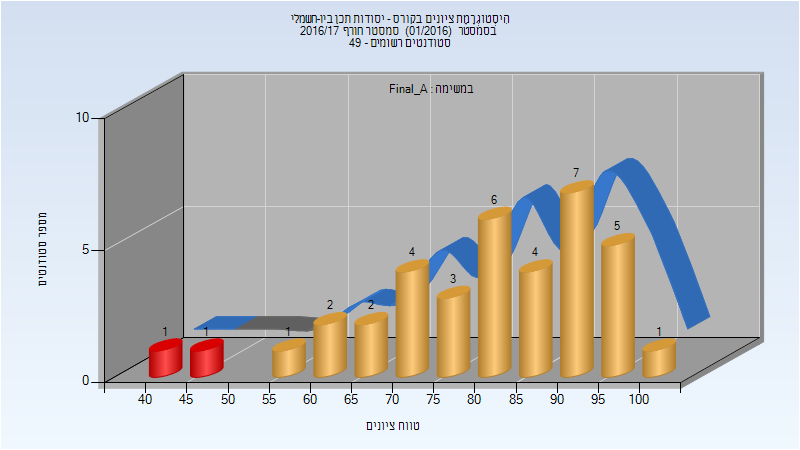 היסטוגרמת ציונים בקורס - יסודות תכן ביו-חשמלי
בסמסטר (01/2016) סמסטר חורף 2016/17
סטודנטים רשומים - 49
במשימה : Final_A
מספר סטודנטים
10
5
0
1
1
1
2
2
4
3
6
4
7
5
1
40 45 50 55 60 65 70 75 80 85 90 95 100
טווח ציונים